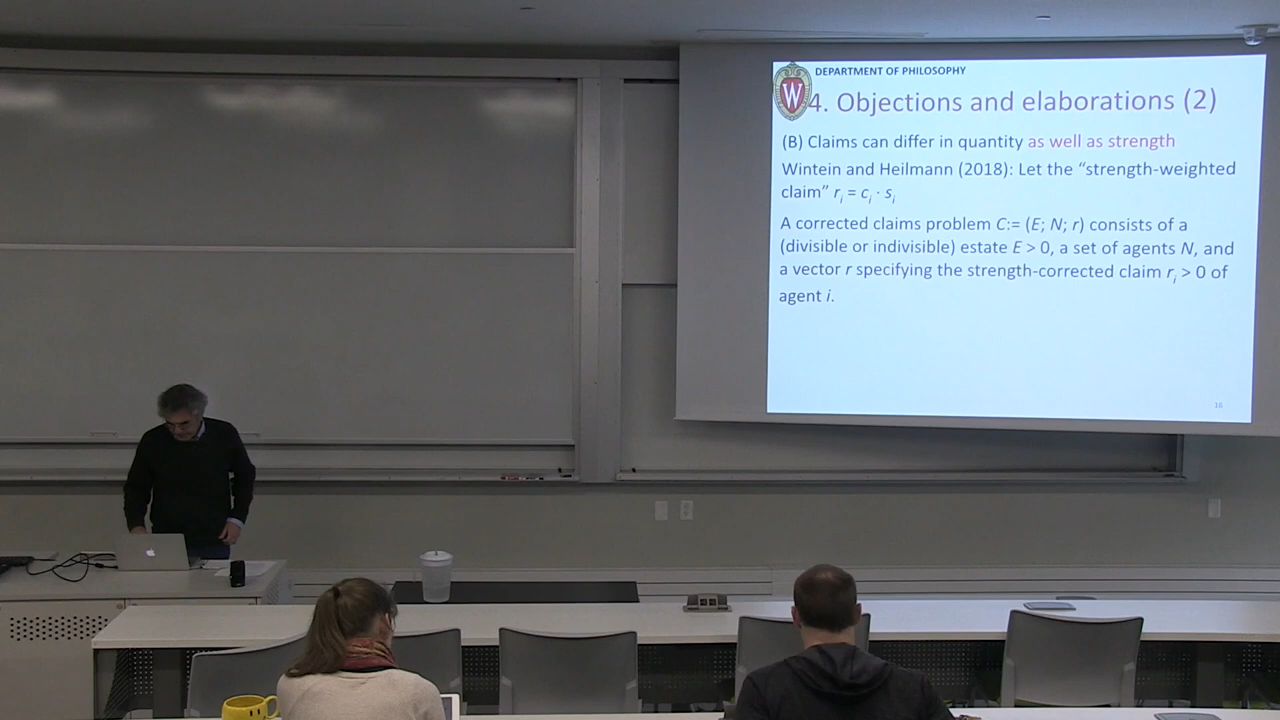 DEPARTMENT OF PHILOSOPHY
W
4. Objections and elaborations (2)
(B) Claims can differ in quantity as well as strength
Wintein and Heilmann (2018): Let the “strength-weighted
claim” rᵢ = cᵢ · sᵢ
A corrected claims problem C:= (E; N; r) consists of a
(divisible or indivisible) estate E > 0, a set of agents N, and
a vector r specifying the strength-corrected claim rᵢ > 0 of
agent i.
16